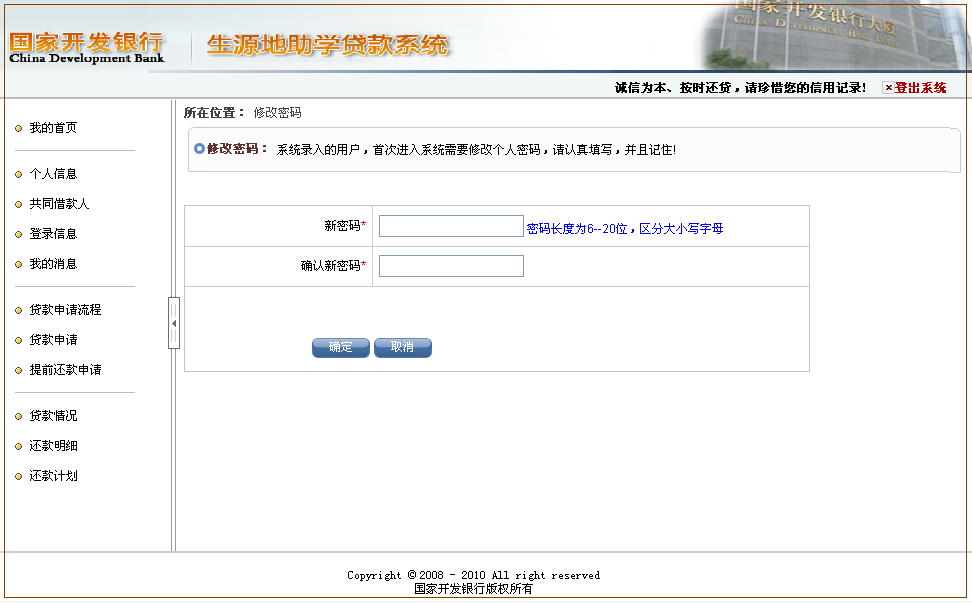 国家开发银行
China Development Bank
生源地助学贷款系统
国家开发银行大厦
China Development Bank
诚信为本、按时还贷，请珍惜您的信用记录!
登出系统
我的首页
个人信息
共同借款人
登录信息
我的消息
贷款申请流程
贷款申请
提前还款申请
贷款情况
还款明细
还款计划
所在位置： 修改密码
修改密码： 系统录入的用户，首次进入系统需要修改个人密码，请认真填写，并且记住!
新密码* 密码长度为6--20位，区分大小写字母
确认新密码*
确定 取消
Copyright ©2008 - 2010 All right reserved
国家开发银行版权所有